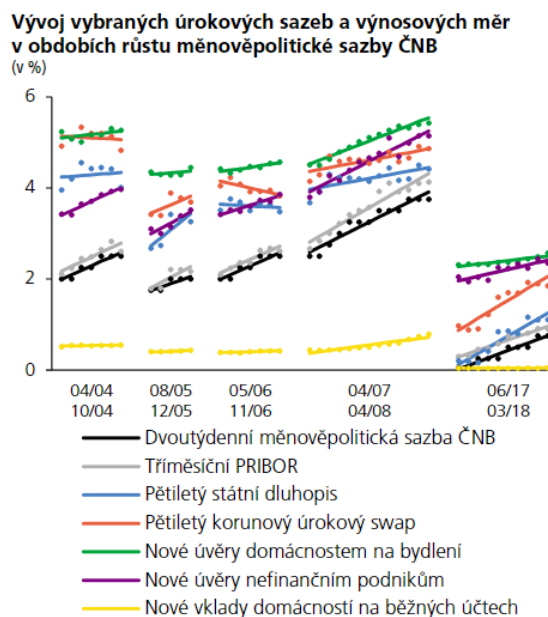 Vývoj vybraných úrokových sazeb a výnosových měr
v obdobích růstu měnověpolitické sazby ČNB
(v %)
6
4
2
0
04/04 08/05 05/06 04/07 06/17
10/04 12/05 11/06 04/08 03/18
Dvoutýdenní měnověpolitická sazba ČNB
Tříměsíční PRIBOR
Pětiletý státní dluhopis
Pětiletý korunový úrokový swap
Nové úvěry domácnostem na bydlení
Nové úvěry nefinančním podnikům
Nové vklady domácností na běžných účtech